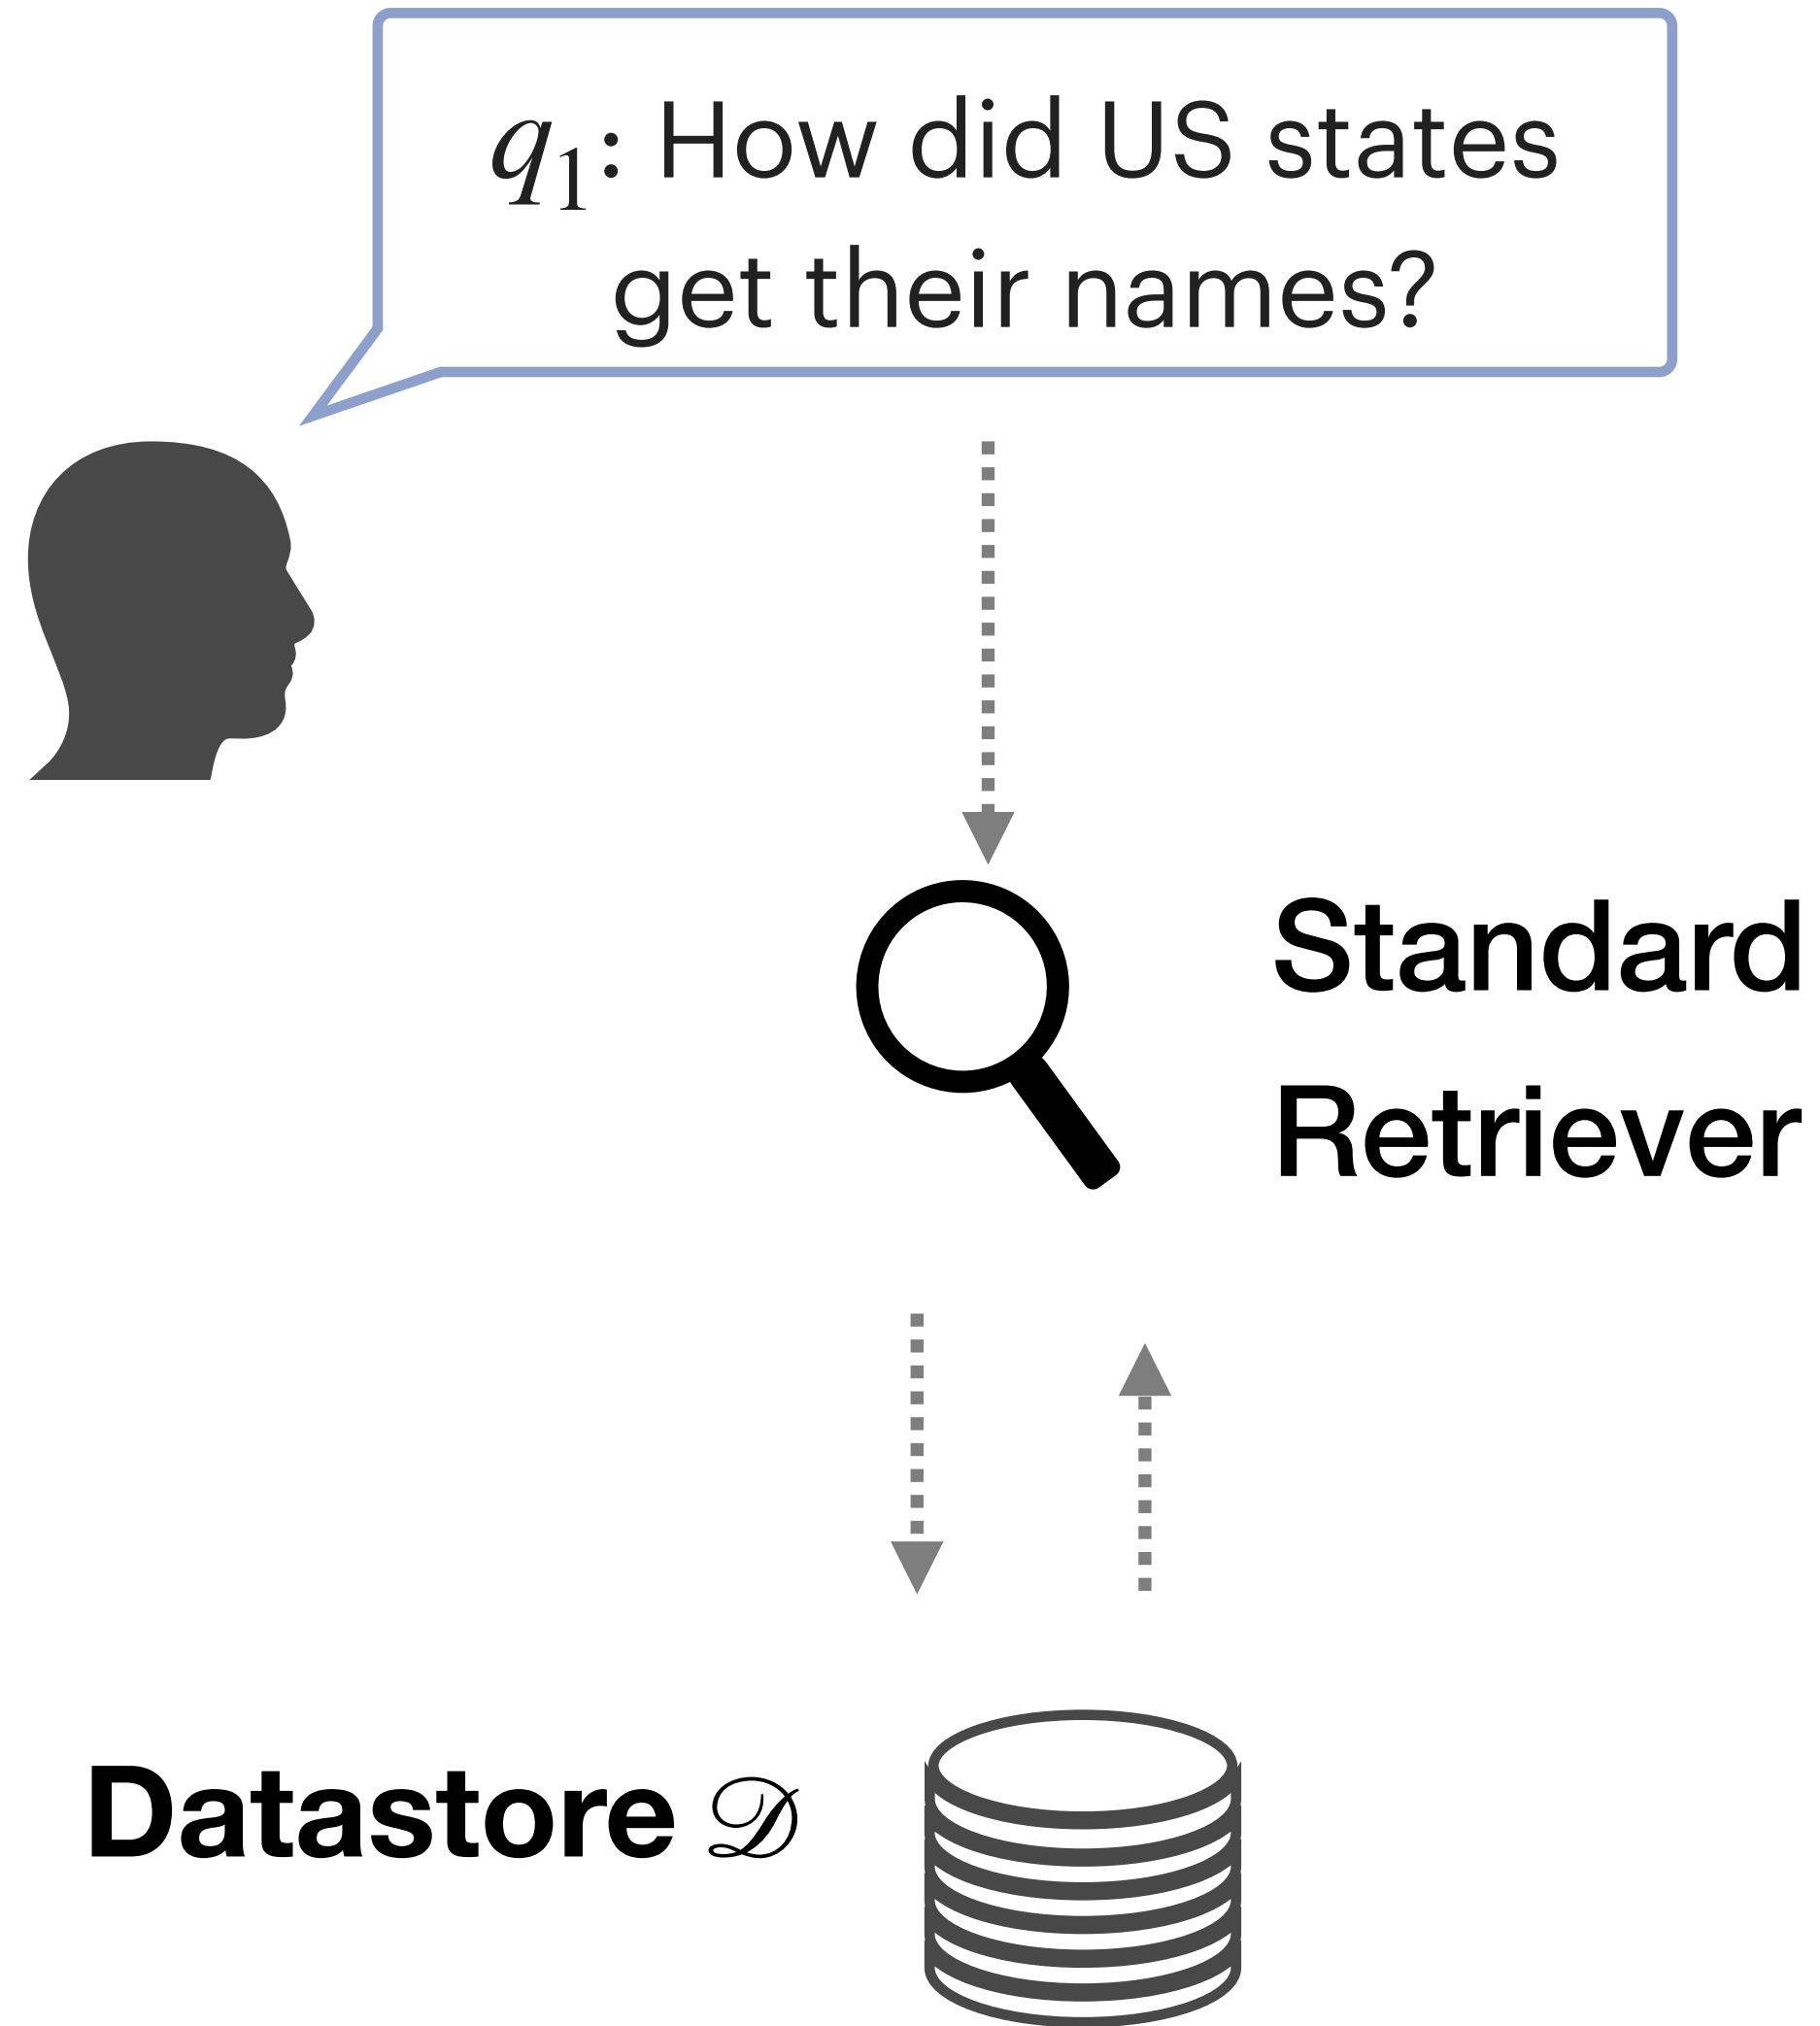 q₁: How did US states
get their names?
Standard
Retriever
Datastore 𝒟